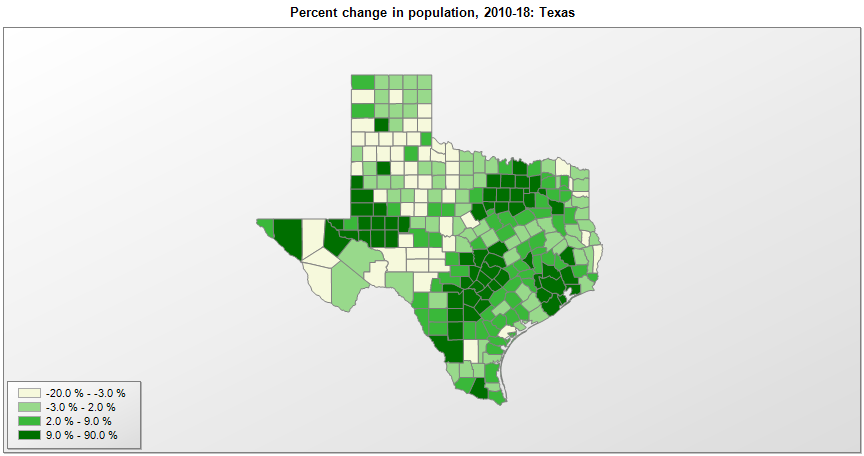 Percent change in population, 2010-18: Texas
-20.0 % - -3.0 %
-3.0 % - 2.0 %
2.0 % - 9.0 %
9.0 % - 90.0 %